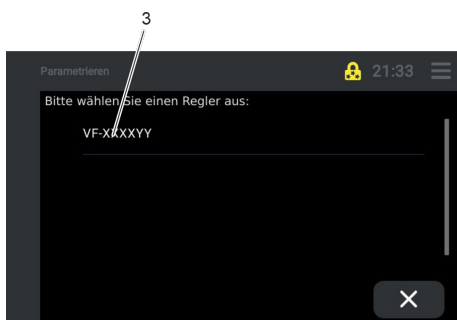 3
Parametrieren 21:33
Bitte wählen Sie einen Regler aus:
VF-XXXXYY